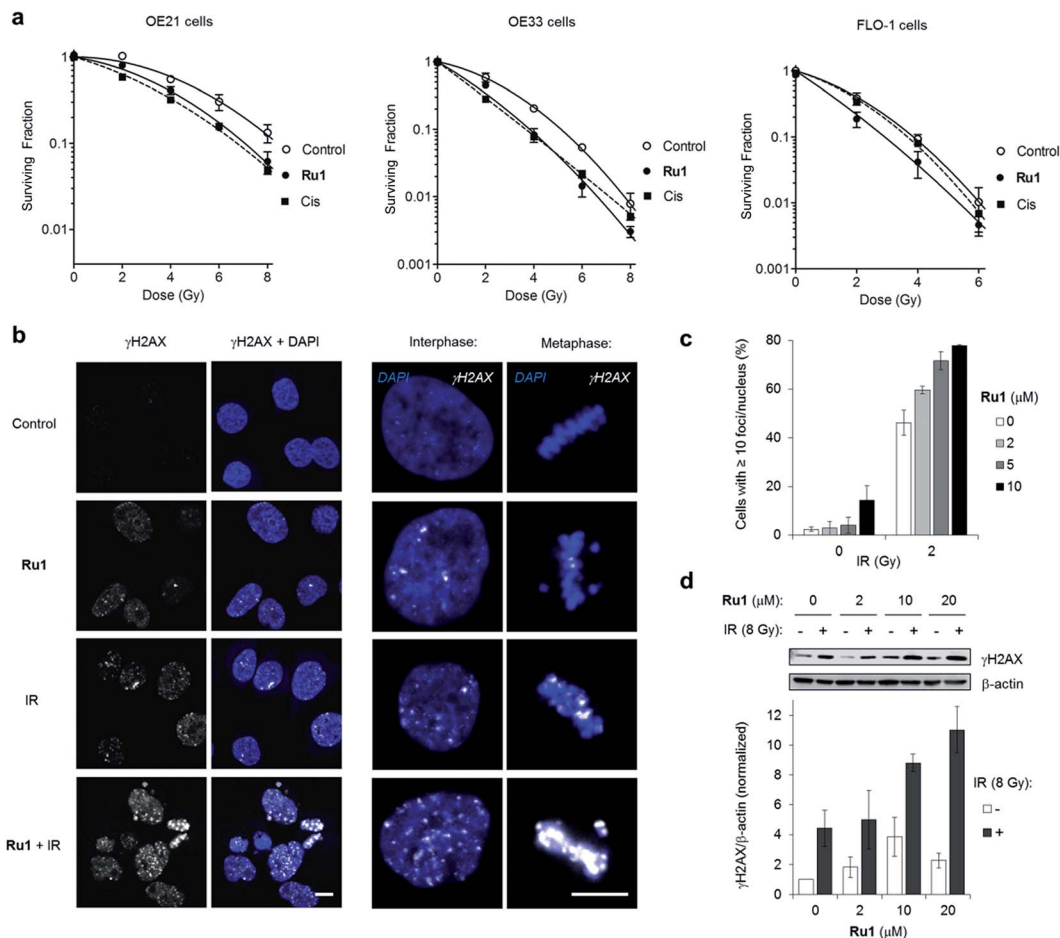 a
OE21 cells
OE33 cells
FLO-1 cells
Surviving Fraction
1
0.1
0.01
0 2 4 6 8
Dose (Gy)
Control
Ru1
Cis
Surviving Fraction
1
0.1
0.01
0.001
0 2 4 6 8
Dose (Gy)
Control
Ru1
Cis
Surviving Fraction
1
0.1
0.01
0.001
0 2 4 6
Dose (Gy)
Control
Ru1
Cis
b
γH2AX
γH2AX + DAPI
Interphase:
Metaphase:
DAPI γH2AX
DAPI γH2AX
Control
Ru1
IR
Ru1 + IR
c
Cells with ≥ 10 foci/nucleus (%)
80
60
40
20
0
0 2
IR (Gy)
Ru1 (μM)
0
2
5
10
d
Ru1 (μM): 0 2 10 20
IR (8 Gy): - + - + - + - +
γH2AX
β-actin
γH2AX/β-actin (normalized)
12
10
8
6
4
2
0
0 2 10 20
Ru1 (μM)
IR (8 Gy):
-
+